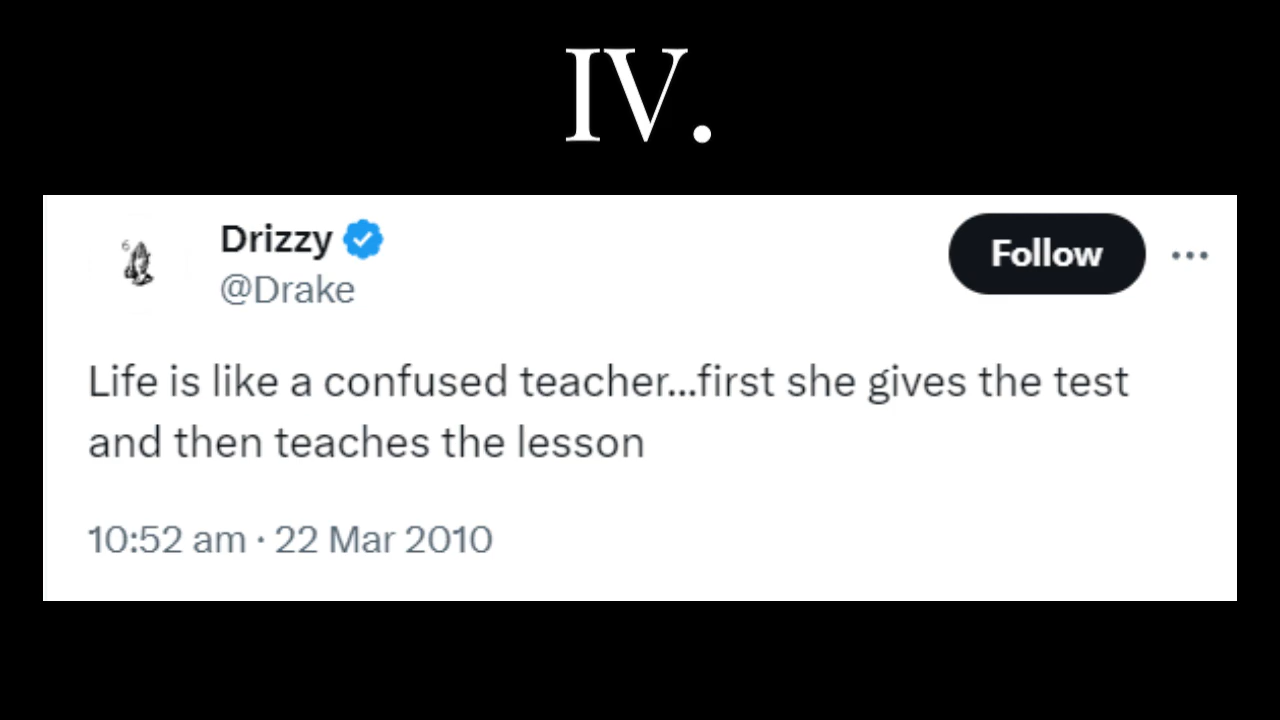 IV.
Drizzy
@Drake
Follow
Life is like a confused teacher...first she gives the test
and then teaches the lesson
10:52 am · 22 Mar 2010